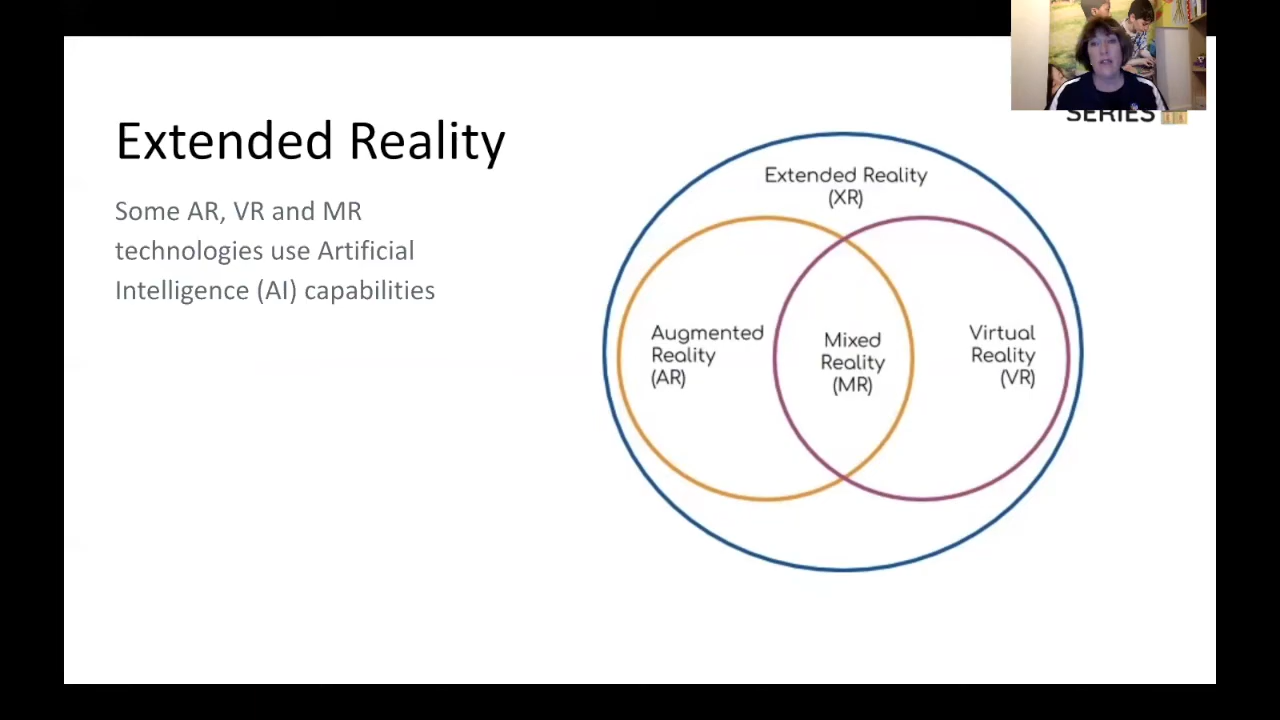 SERIES
Extended Reality
Some AR, VR and MR
technologies use Artificial
Intelligence (AI) capabilities
Extended Reality
(XR)
Augmented
Reality
(AR)
Mixed
Reality
(MR)
Virtual
Reality
(VR)